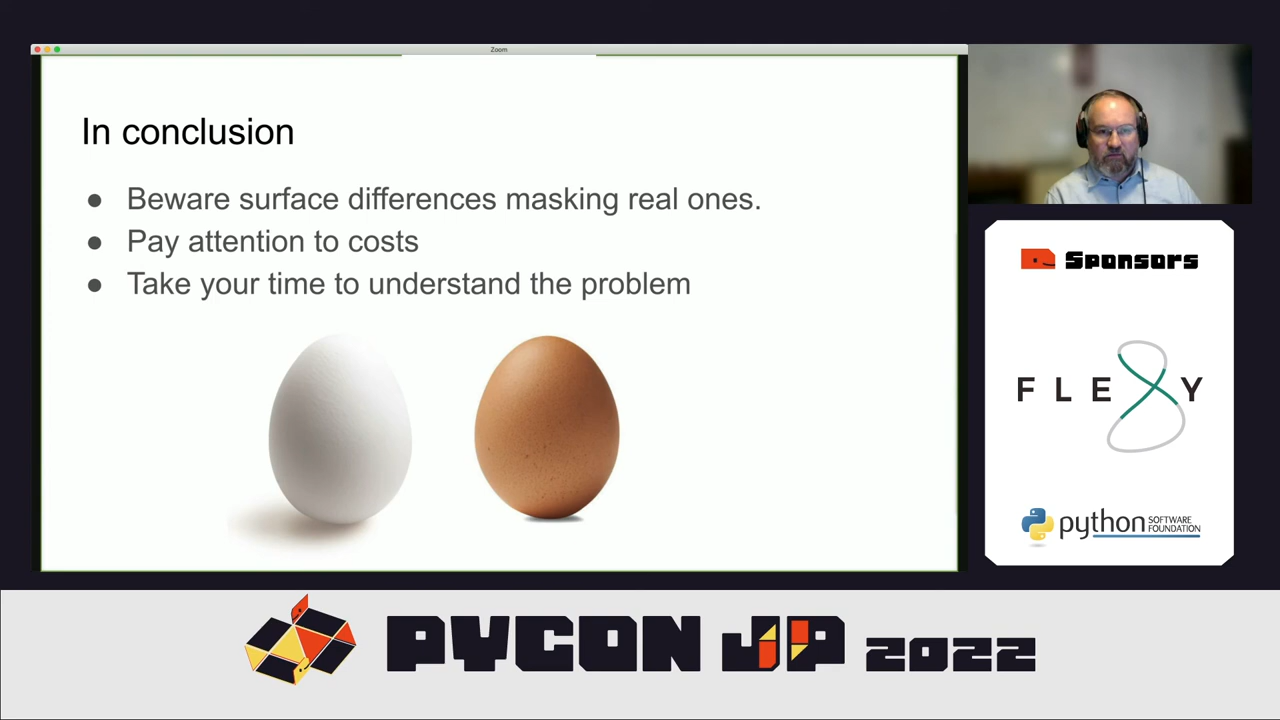 Zoom
In conclusion
● Beware surface differences masking real ones.
● Pay attention to costs
● Take your time to understand the problem
Sponsors
FLEXY
python SOFTWARE FOUNDATION
PYCON JP 2022